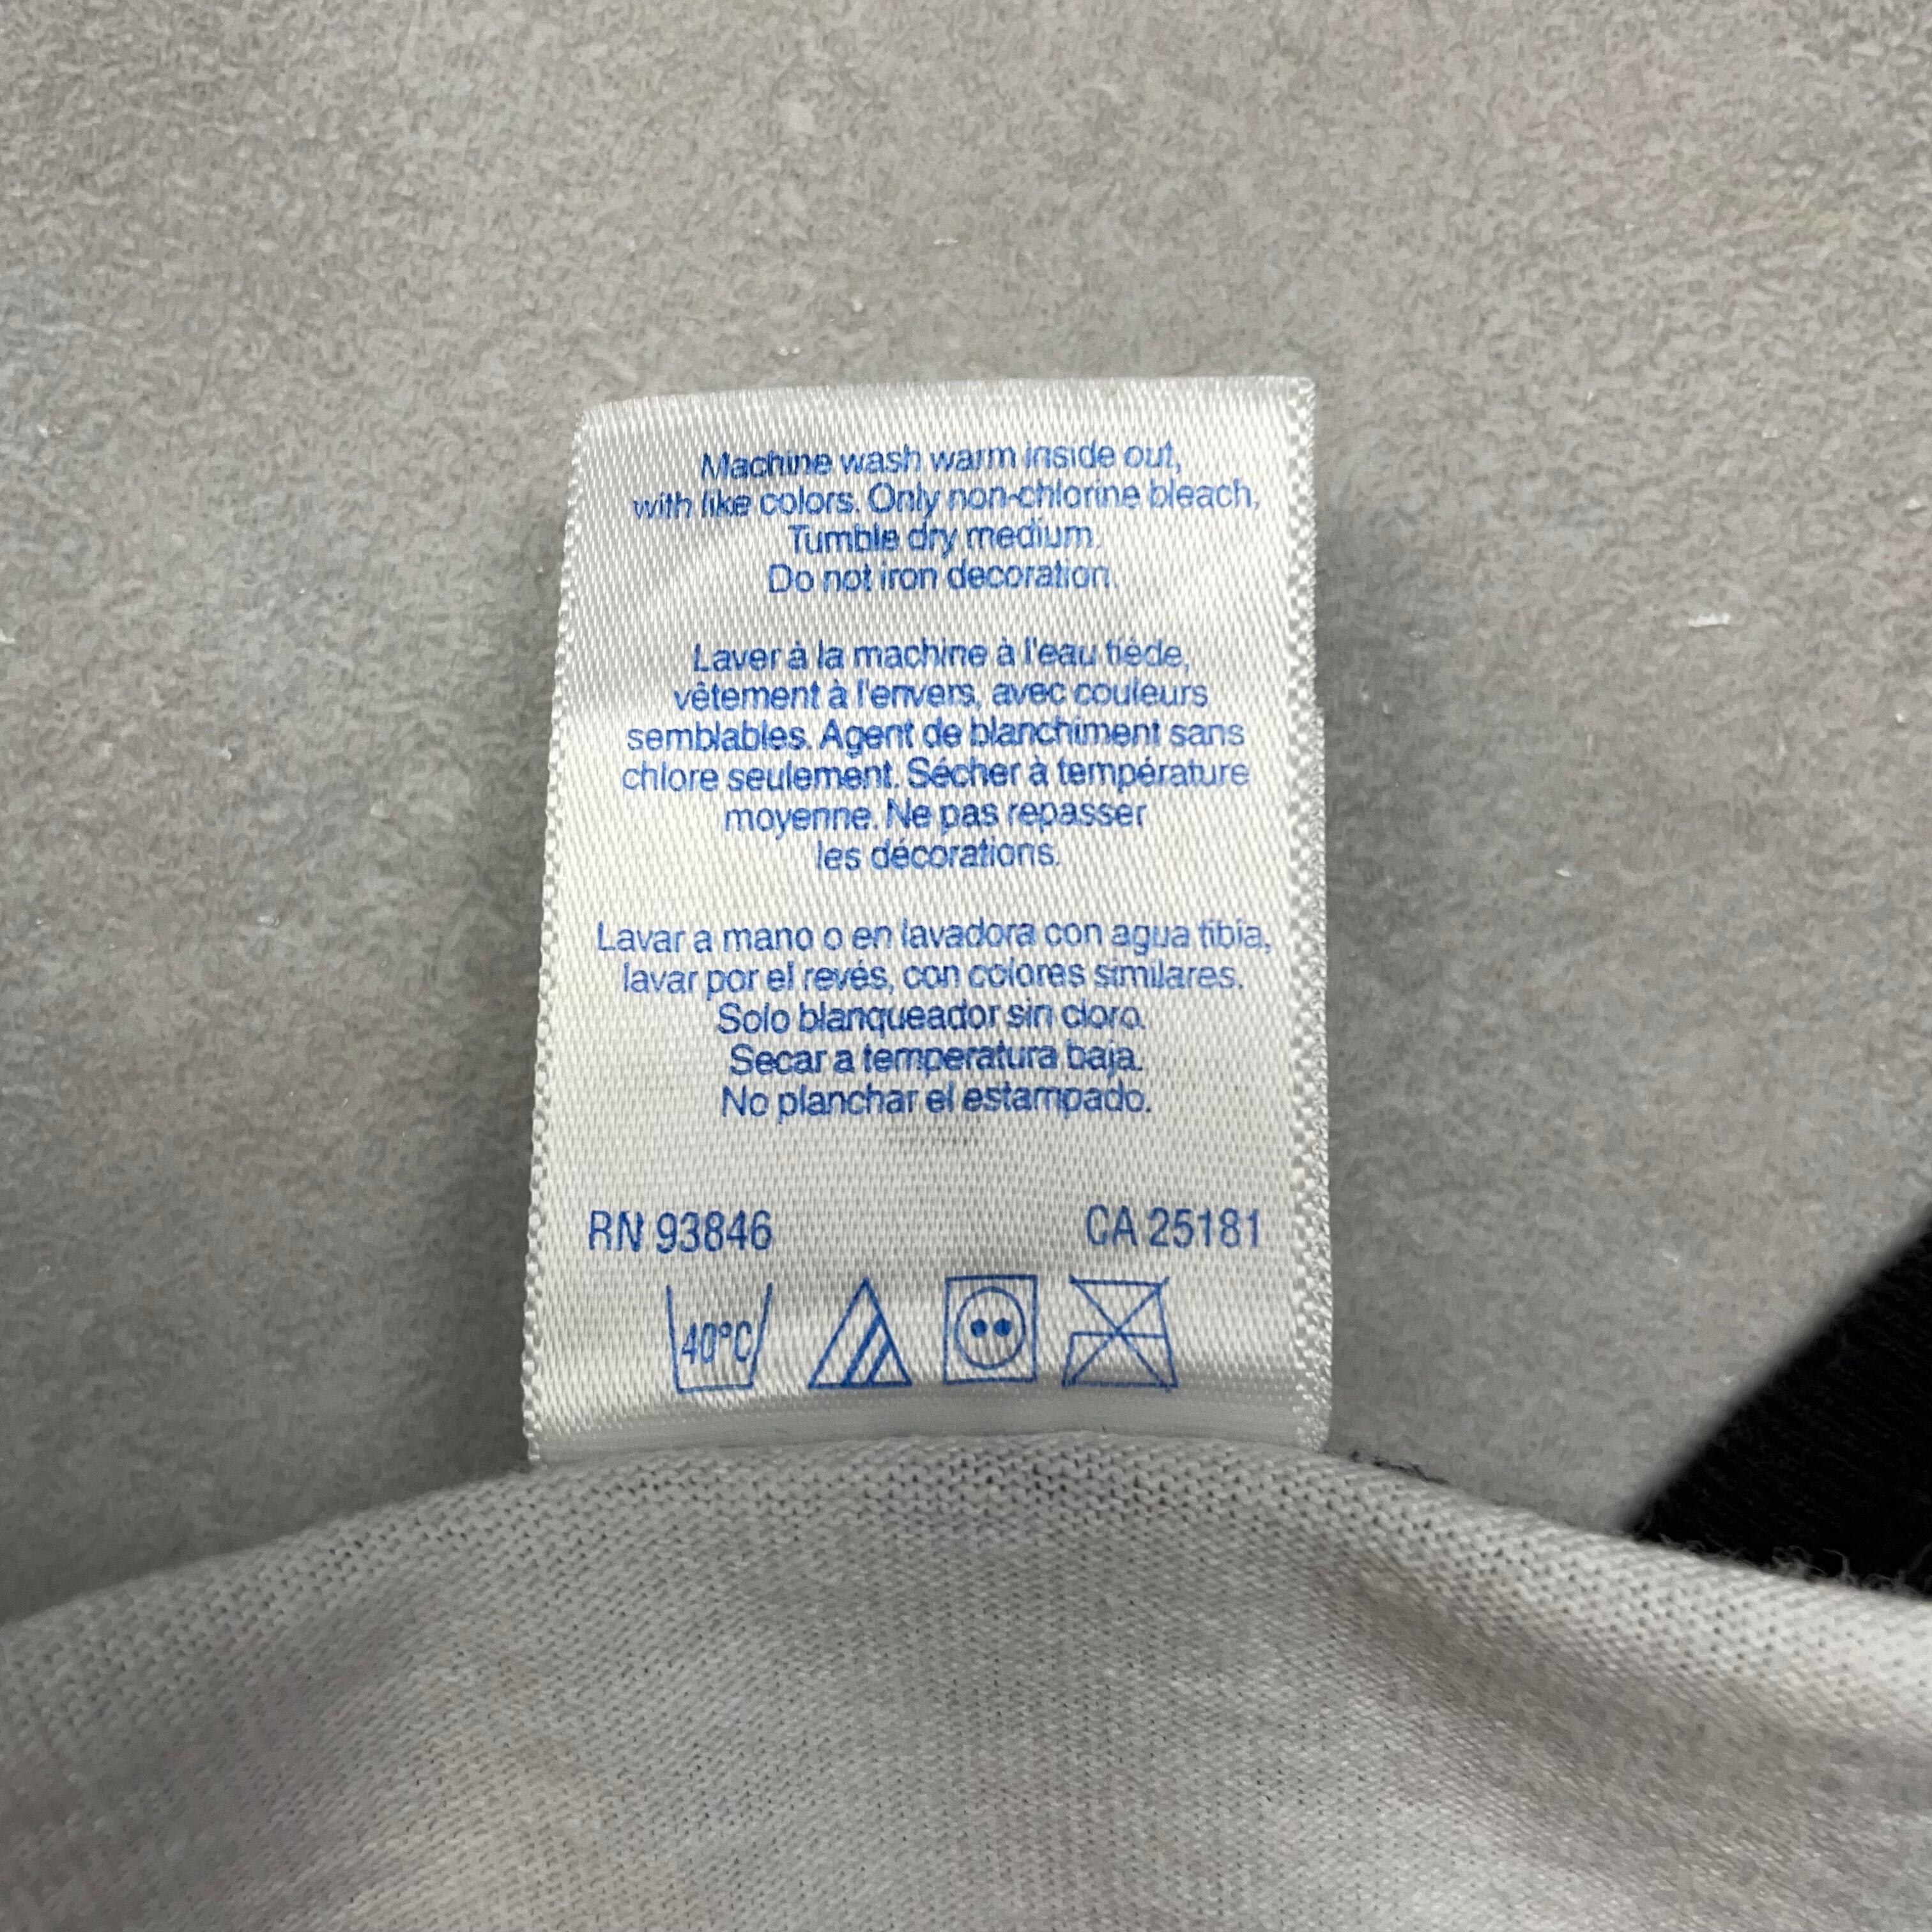 Machine wash warm inside out,
with like colors. Only non-chlorine bleach,
Tumble dry medium.
Do not iron decoration.
Laver à la machine à l'eau tiède,
vêtement à l'envers, avec couleurs
semblables. Agent de blanchiment sans
chlore seulement. Sécher à température
moyenne. Ne pas repasser
les décorations.
Lavar a mano o en lavadora con agua tibia,
lavar por el revés, con colores similares.
Solo blanqueador sin cloro.
Secar a temperatura baja.
No planchar el estampado.
RN 93846 CA 25181
40°C